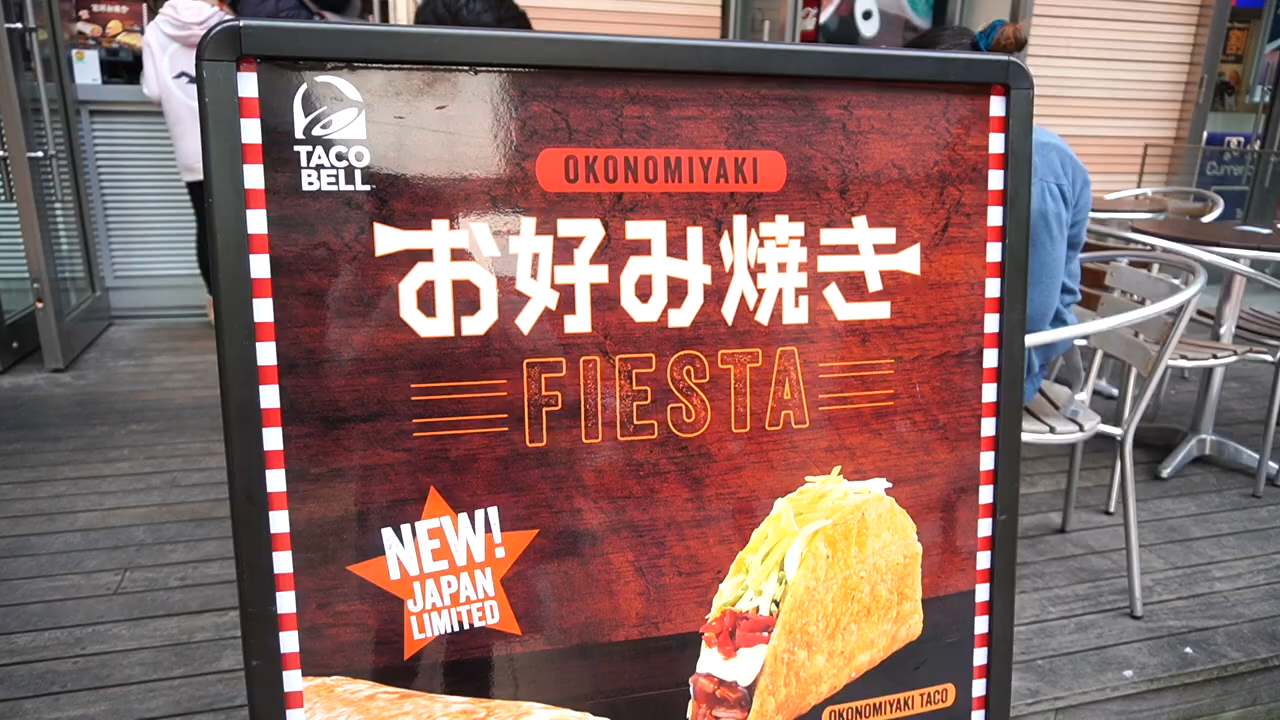 TACO
BELL
OKONOMIYAKI
お好み焼き
FIESTA
NEW!
JAPAN
LIMITED
OKONOMIYAKI TACO